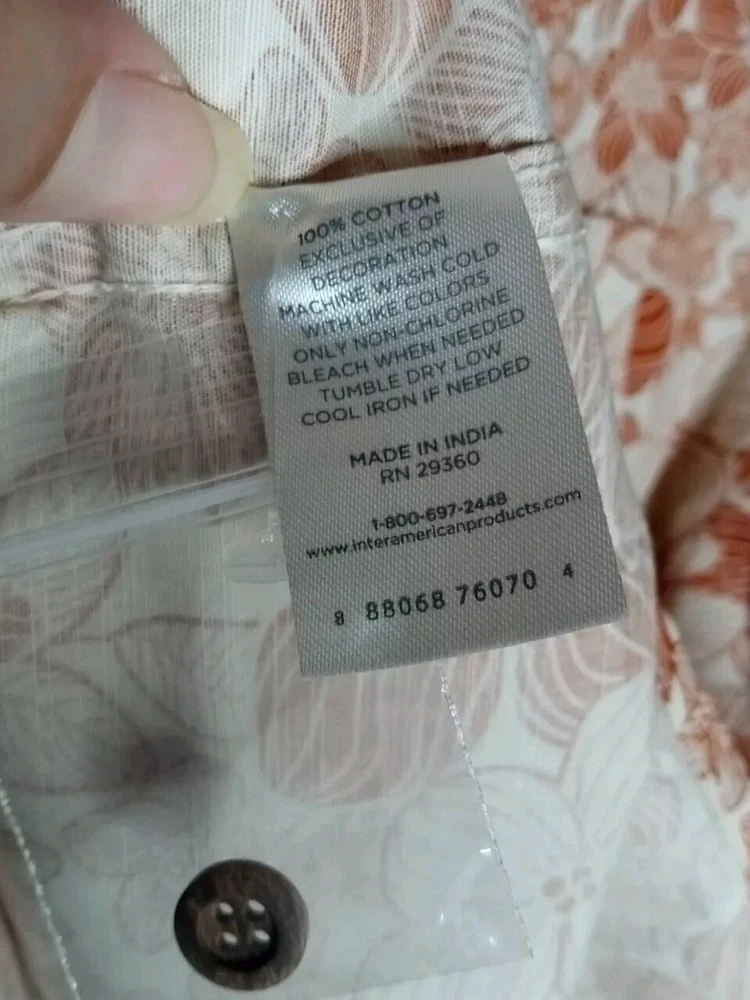 100% COTTON
EXCLUSIVE OF
DECORATION
MACHINE WASH COLD
WITH LIKE COLORS
ONLY NON-CHLORINE
BLEACH WHEN NEEDED
TUMBLE DRY LOW
COOL IRON IF NEEDED
MADE IN INDIA
RN 29360
1-800-697-2448
www.interamericanproducts.com
8 88068 76070 4